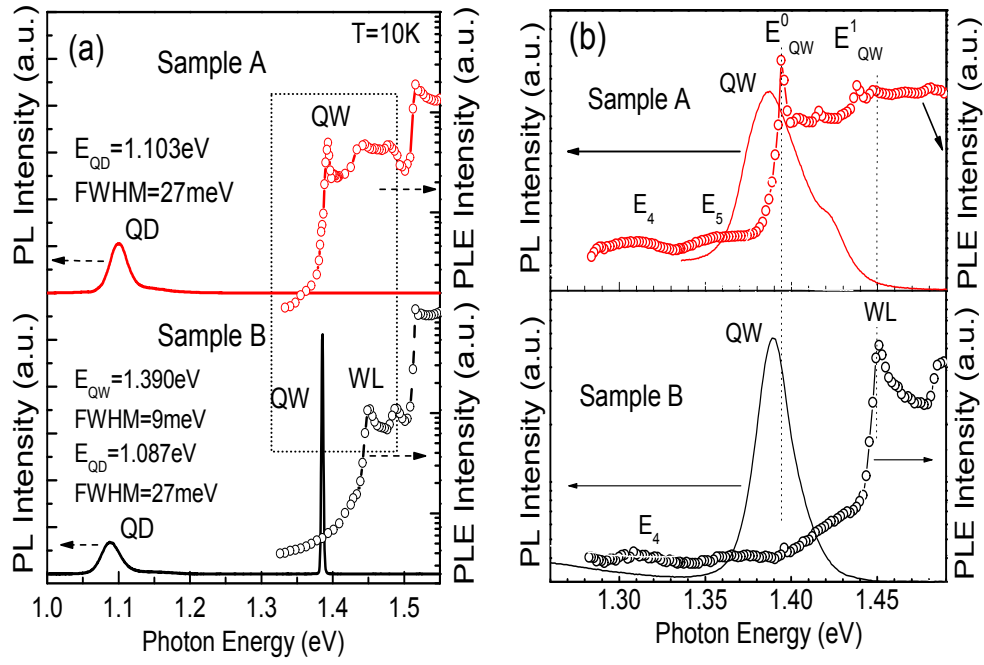 (a)
T=10K
Sample A
QW
E_QD=1.103eV
FWHM=27meV
QD
PL Intensity (a.u.)
PLE Intensity (a.u.)
Sample B
E_QW=1.390eV
FWHM=9meV
E_QD=1.087eV
FWHM=27meV
QW
WL
QD
PL Intensity (a.u.)
PLE Intensity (a.u.)
1.0 1.1 1.2 1.3 1.4 1.5
Photon Energy (eV)
(b)
E^0_QW
E^1_QW
QW
Sample A
E_4
E_5
PL Intensity (a.u.)
PLE Intensity (a.u.)
QW
WL
Sample B
E_4
PL Intensity (a.u.)
PLE Intensity (a.u.)
1.30 1.35 1.40 1.45
Photon Energy (eV)